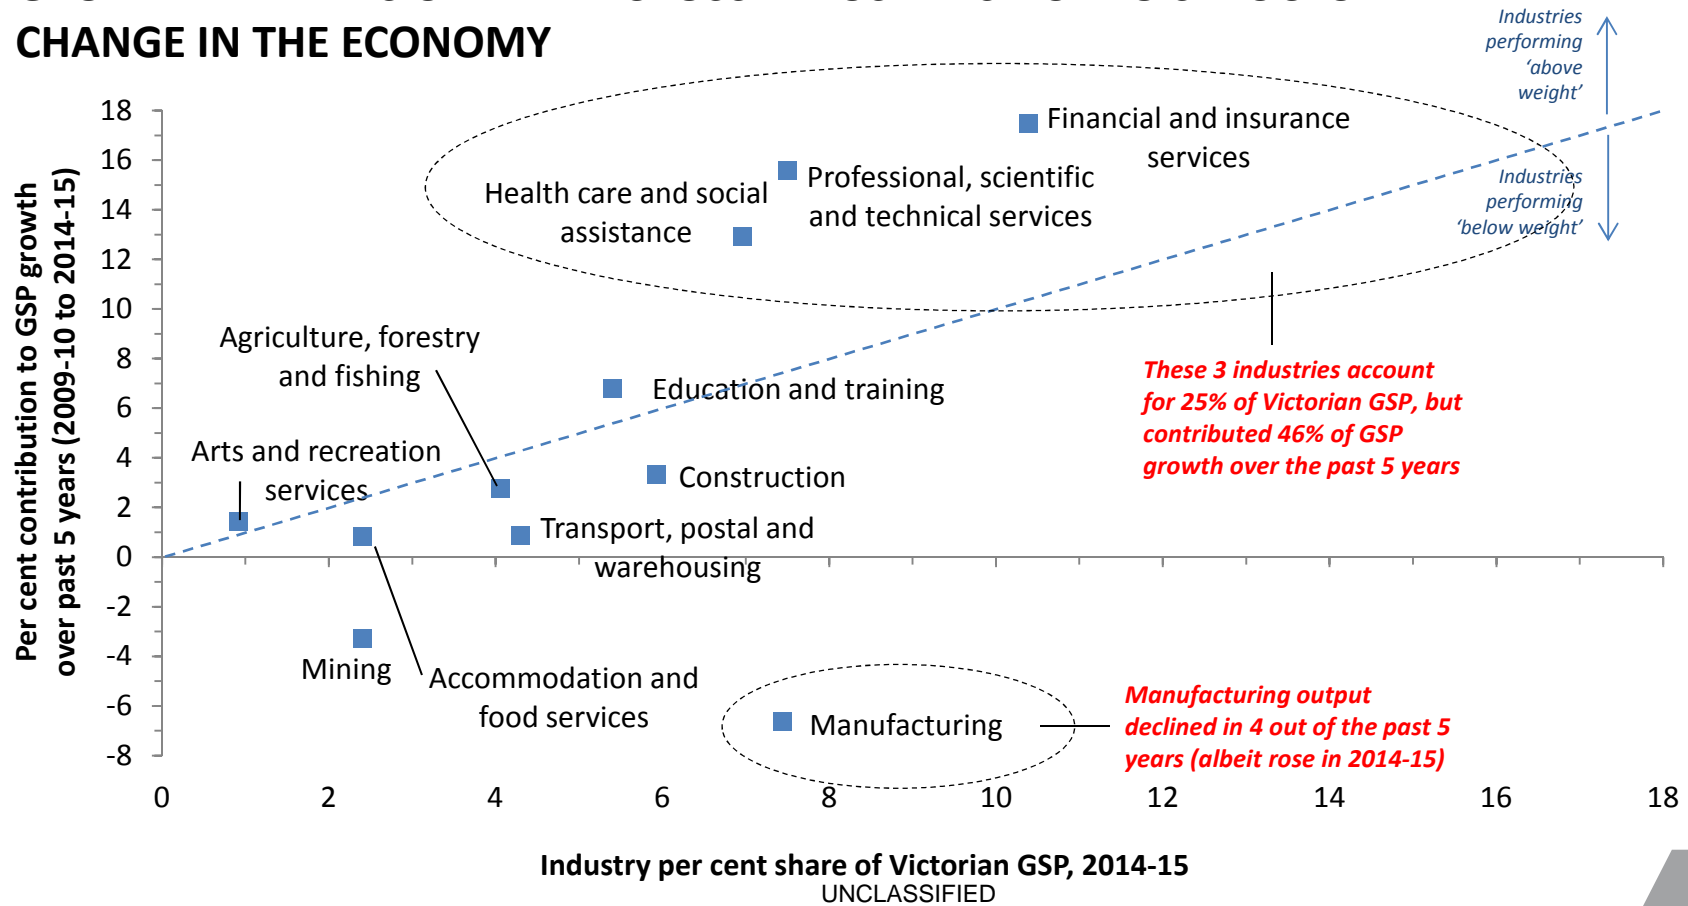 CHANGE IN THE ECONOMY
Industries
performing
‘above
weight’
Industries
performing
‘below weight’
Per cent contribution to GSP growth
over past 5 years (2009-10 to 2014-15)
18
16
14
12
10
8
6
4
2
0
-2
-4
-6
-8
Financial and insurance
services
Professional, scientific
and technical services
Health care and social
assistance
Agriculture, forestry
and fishing
Education and training
Arts and recreation
services
Construction
Transport, postal and
warehousing
Mining
Accommodation and
food services
Manufacturing
These 3 industries account
for 25% of Victorian GSP, but
contributed 46% of GSP
growth over the past 5 years
Manufacturing output
declined in 4 out of the past 5
years (albeit rose in 2014-15)
0 2 4 6 8 10 12 14 16 18
Industry per cent share of Victorian GSP, 2014-15
UNCLASSIFIED